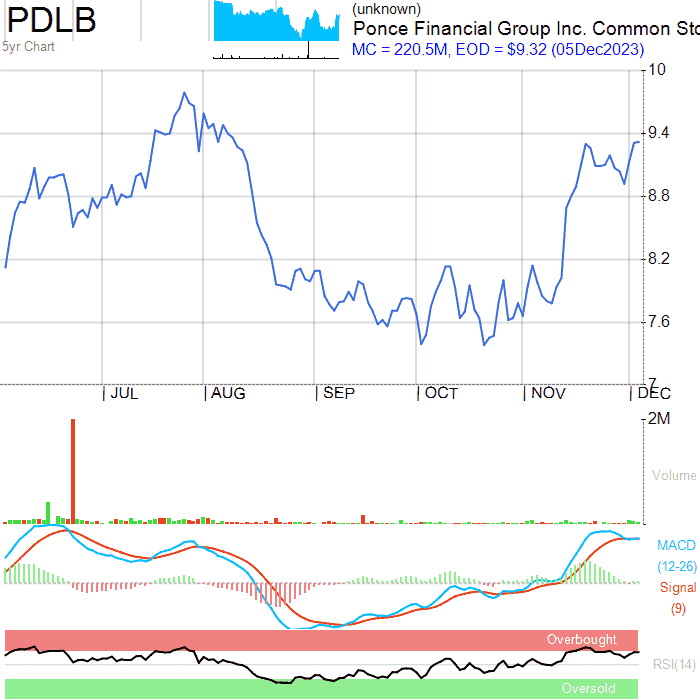 PDLB
5yr Chart
(unknown)
Ponce Financial Group Inc. Common Sto
MC = 220.5M, EOD = $9.32 (05Dec2023)
10
9.4
8.8
8.2
7.6
7
JUL AUG SEP OCT NOV DEC
2M
Volume
MACD
(12-26)
Signal
(9)
Overbought
RSI(14)
Oversold